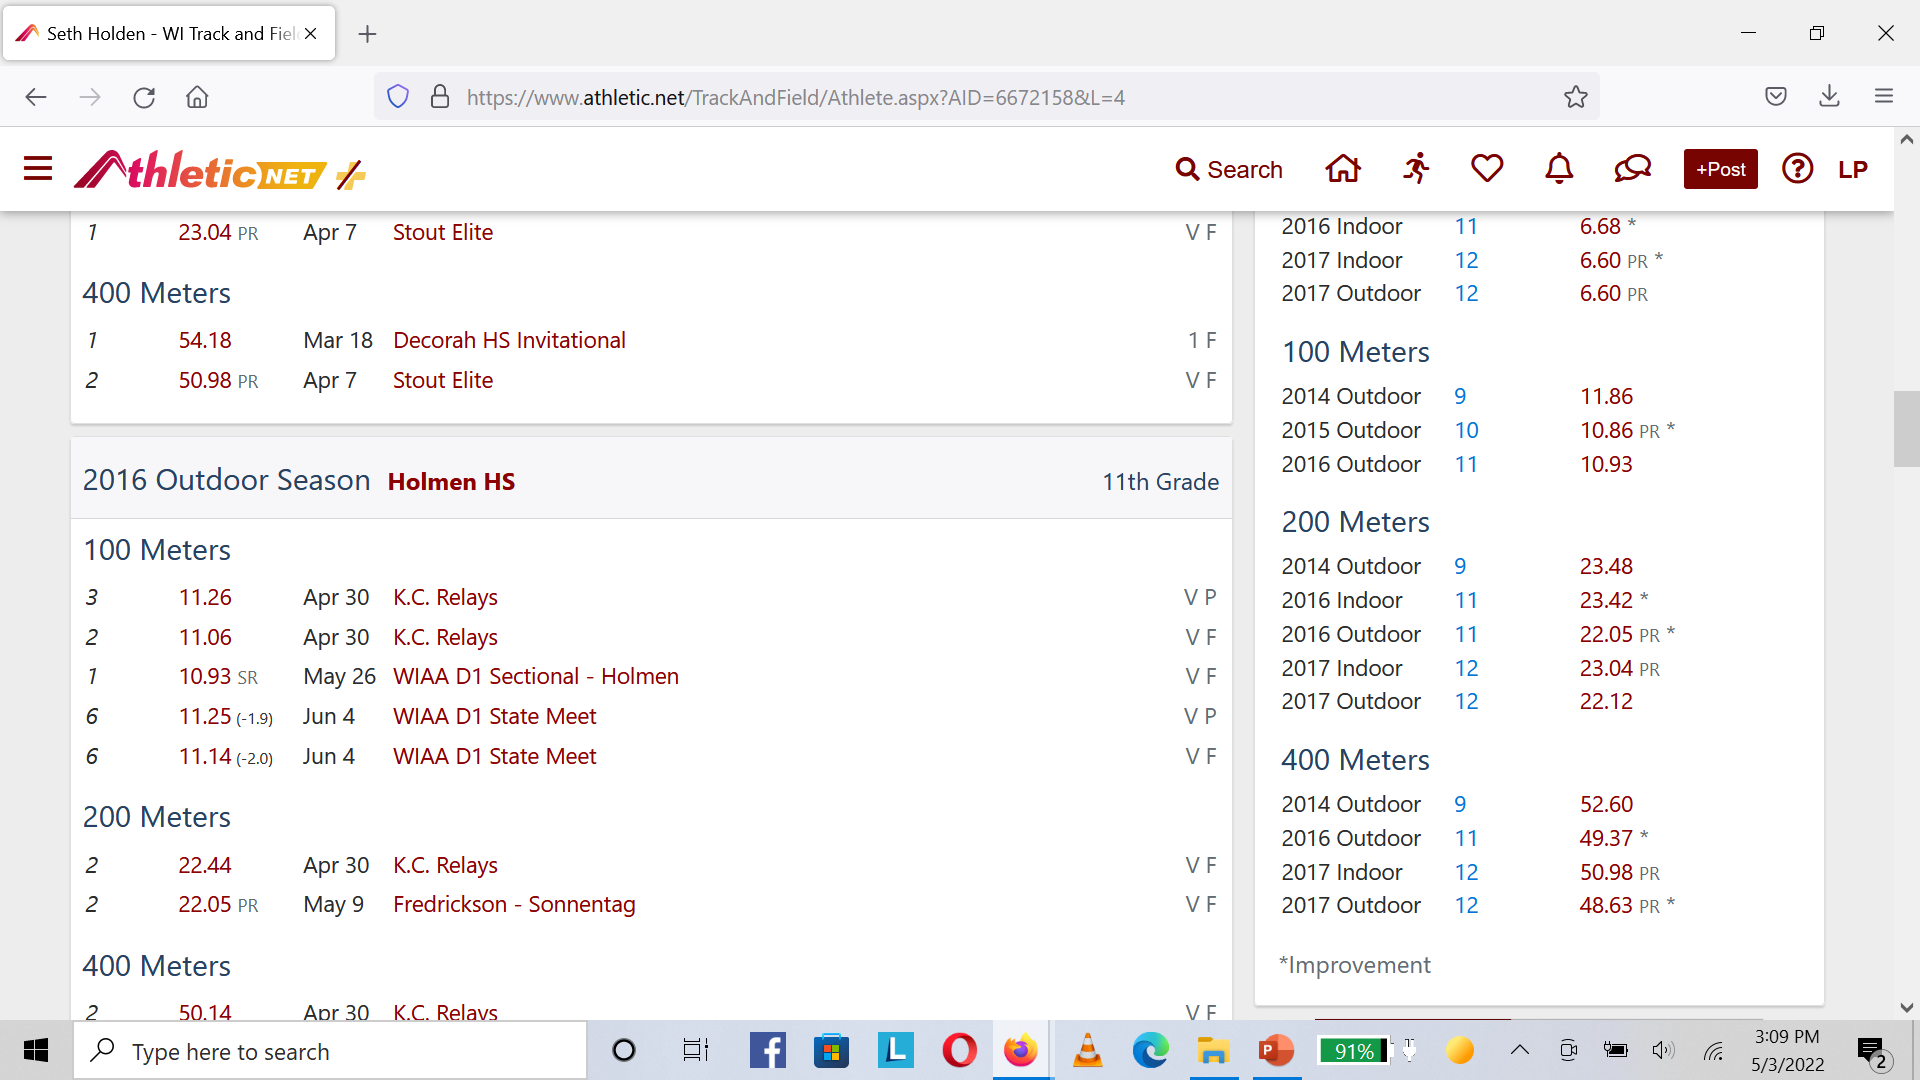 Seth Holden - WI Track and Fiel
https://www.athletic.net/TrackAndField/Athlete.aspx?AID=6672158&L=4
Athletic NET
Search
+Post
LP
1 23.04 PR Apr 7 Stout Elite V F
400 Meters
1 54.18 Mar 18 Decorah HS Invitational 1 F
2 50.98 PR Apr 7 Stout Elite V F
2016 Outdoor Season Holmen HS 11th Grade
100 Meters
3 11.26 Apr 30 K.C. Relays V P
2 11.06 Apr 30 K.C. Relays V F
1 10.93 SR May 26 WIAA D1 Sectional - Holmen V F
6 11.25 (-1.9) Jun 4 WIAA D1 State Meet V P
6 11.14 (-2.0) Jun 4 WIAA D1 State Meet V F
200 Meters
2 22.44 Apr 30 K.C. Relays V F
2 22.05 PR May 9 Fredrickson - Sonnentag V F
400 Meters
2 50.14 Apr 30 K.C. Relays V F
2016 Indoor 11 6.68 *
2017 Indoor 12 6.60 PR *
2017 Outdoor 12 6.60 PR
100 Meters
2014 Outdoor 9 11.86
2015 Outdoor 10 10.86 PR *
2016 Outdoor 11 10.93
200 Meters
2014 Outdoor 9 23.48
2016 Indoor 11 23.42 *
2016 Outdoor 11 22.05 PR *
2017 Indoor 12 23.04 PR
2017 Outdoor 12 22.12
400 Meters
2014 Outdoor 9 52.60
2016 Outdoor 11 49.37 *
2017 Indoor 12 50.98 PR
2017 Outdoor 12 48.63 PR *
*Improvement
Type here to search
91%
3:09 PM
5/3/2022
2